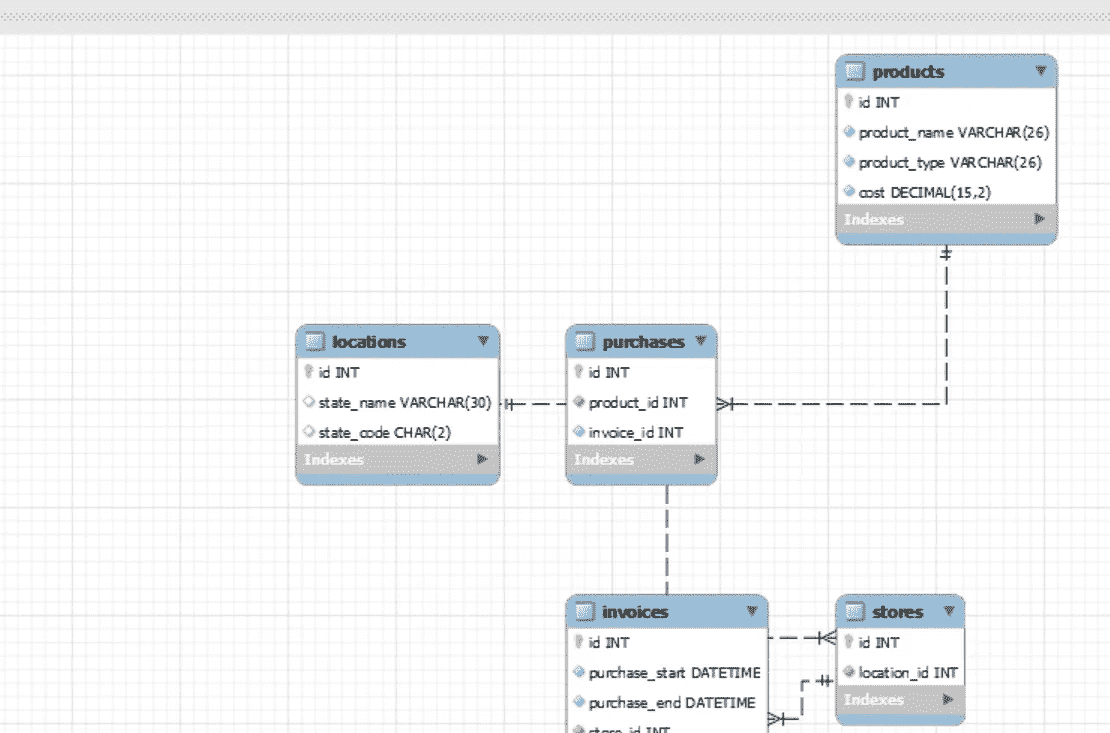 products
id INT
product_name VARCHAR(26)
product_type VARCHAR(26)
cost DECIMAL(15,2)
Indexes
locations
id INT
state_name VARCHAR(30)
state_code CHAR(2)
Indexes
purchases
id INT
product_id INT
invoice_id INT
Indexes
invoices
id INT
purchase_start DATETIME
purchase_end DATETIME
store_id INT
stores
id INT
location_id INT
Indexes